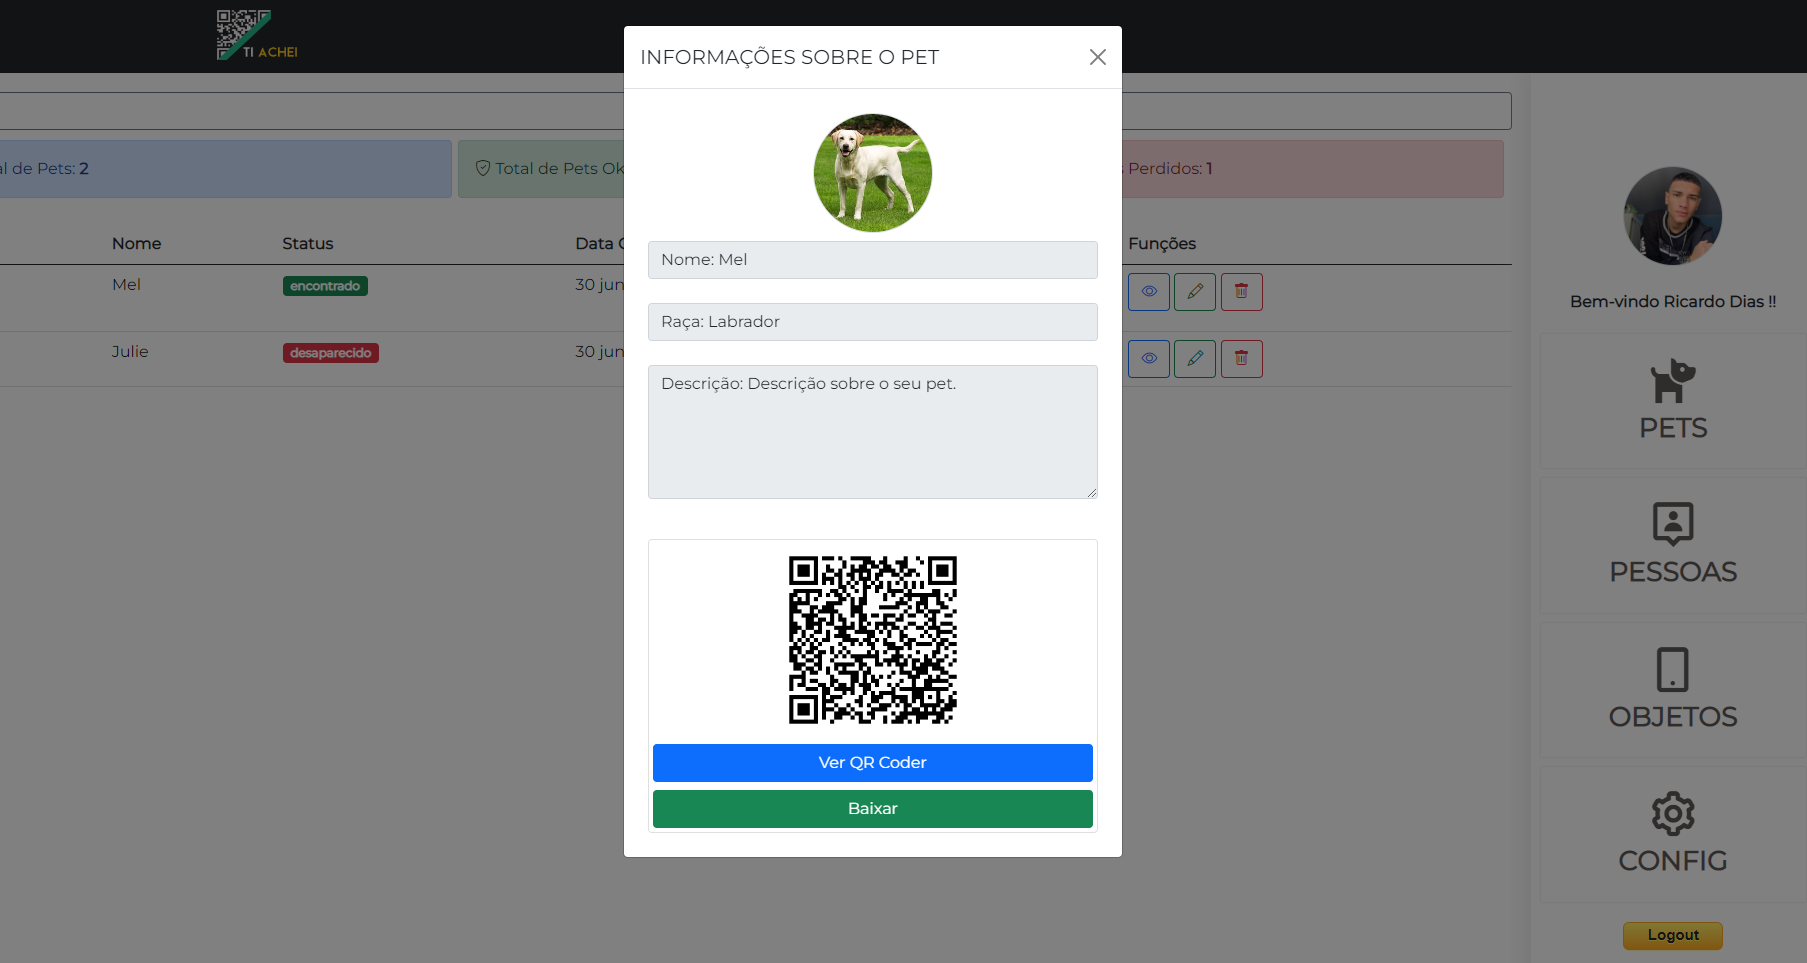 TI ACHEI
INFORMAÇÕES SOBRE O PET
al de Pets: 2
Total de Pets Ok
s Perdidos: 1
Nome
Status
Data
Funções
Mel
encontrado
30 jun
Julie
desaparecido
30 jun
Nome: Mel
Raça: Labrador
Descrição: Descrição sobre o seu pet.
Ver QR Coder
Baixar
Bem-vindo Ricardo Dias !!
PETS
PESSOAS
OBJETOS
CONFIG
Logout